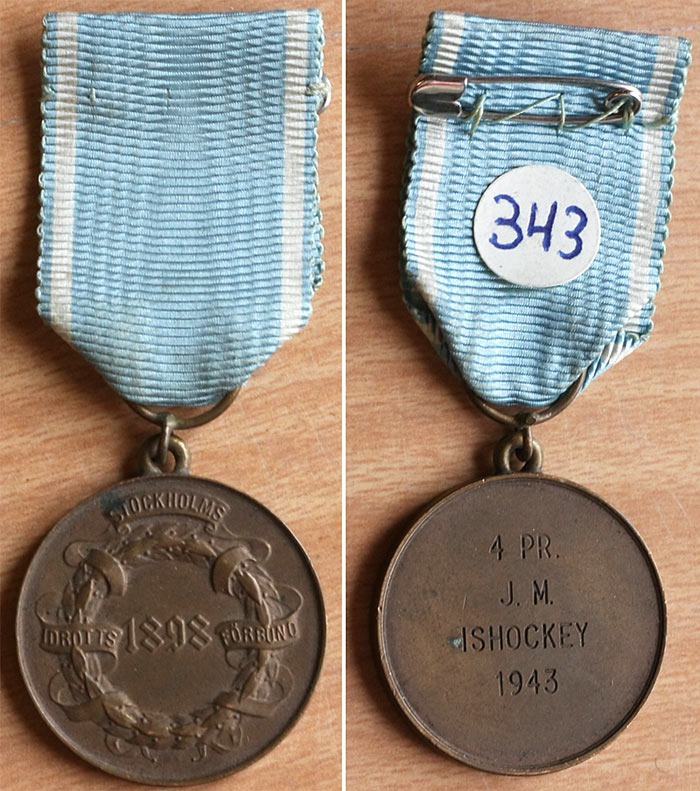 STOCKHOLMS
IDROTTS 1898 FÖRBUND
343
4 PR.
J. M.
ISHOCKEY
1943